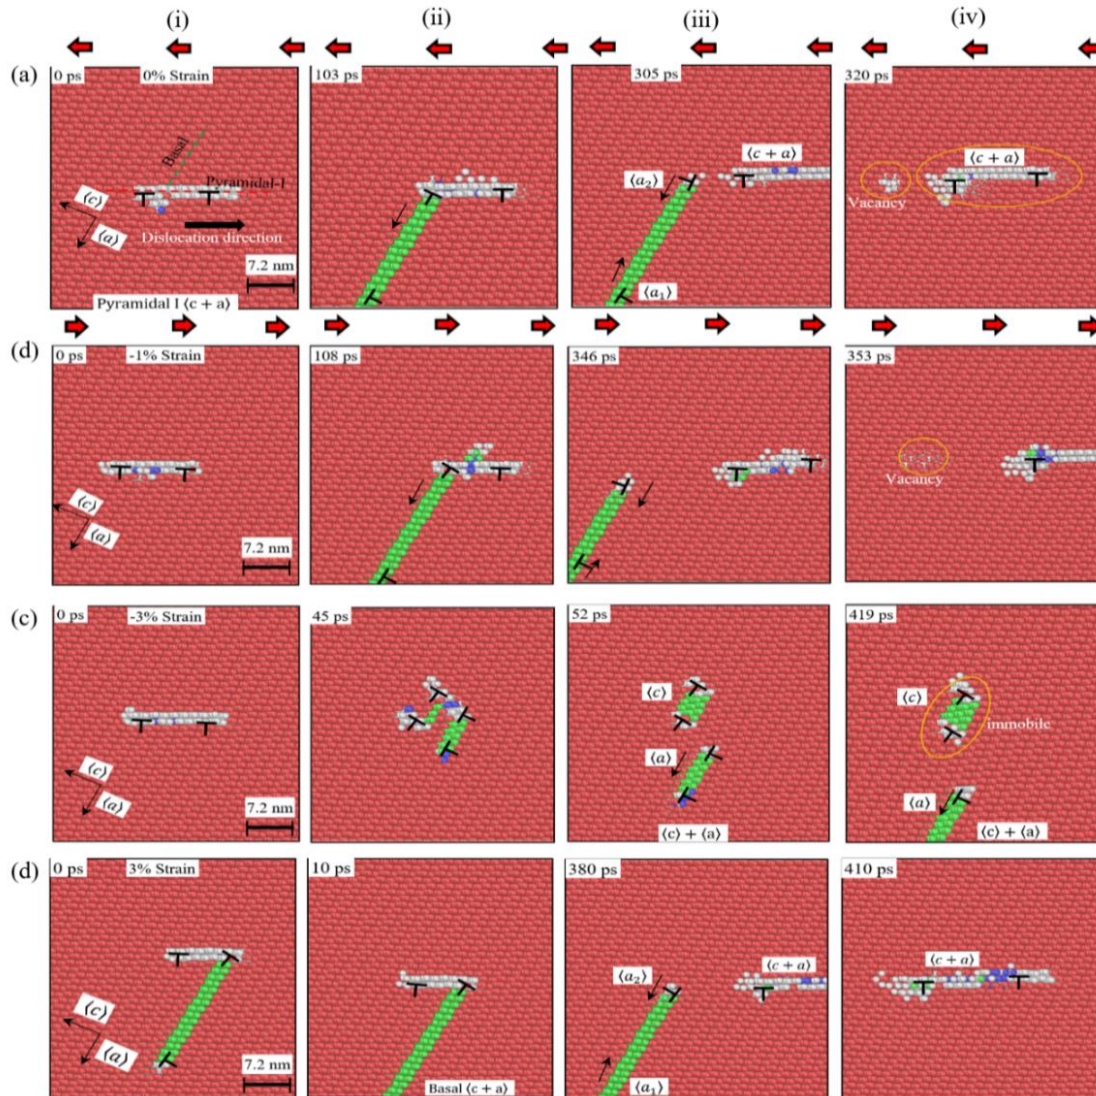 (i) (ii) (iii) (iv)
(a) 0 ps 0% Strain 103 ps 305 ps 320 ps
Basal
Pyramidal-I
⟨c⟩
⟨a⟩
Dislocation direction
7.2 nm
Pyramidal I ⟨c + a⟩
⟨c + a⟩
⟨a₂⟩
⟨a₁⟩
⟨c + a⟩
Vacancy
(d) 0 ps -1% Strain 108 ps 346 ps 353 ps
⟨c⟩
⟨a⟩
7.2 nm
Vacancy
(c) 0 ps -3% Strain 45 ps 52 ps 419 ps
⟨c⟩
⟨a⟩
7.2 nm
⟨c⟩
⟨a⟩
⟨c⟩ + ⟨a⟩
⟨c⟩
immobile
⟨a⟩
⟨c⟩ + ⟨a⟩
(d) 0 ps 3% Strain 10 ps 380 ps 410 ps
⟨c⟩
⟨a⟩
7.2 nm
Basal ⟨c + a⟩
⟨c + a⟩
⟨a₂⟩
⟨a₁⟩
⟨c + a⟩